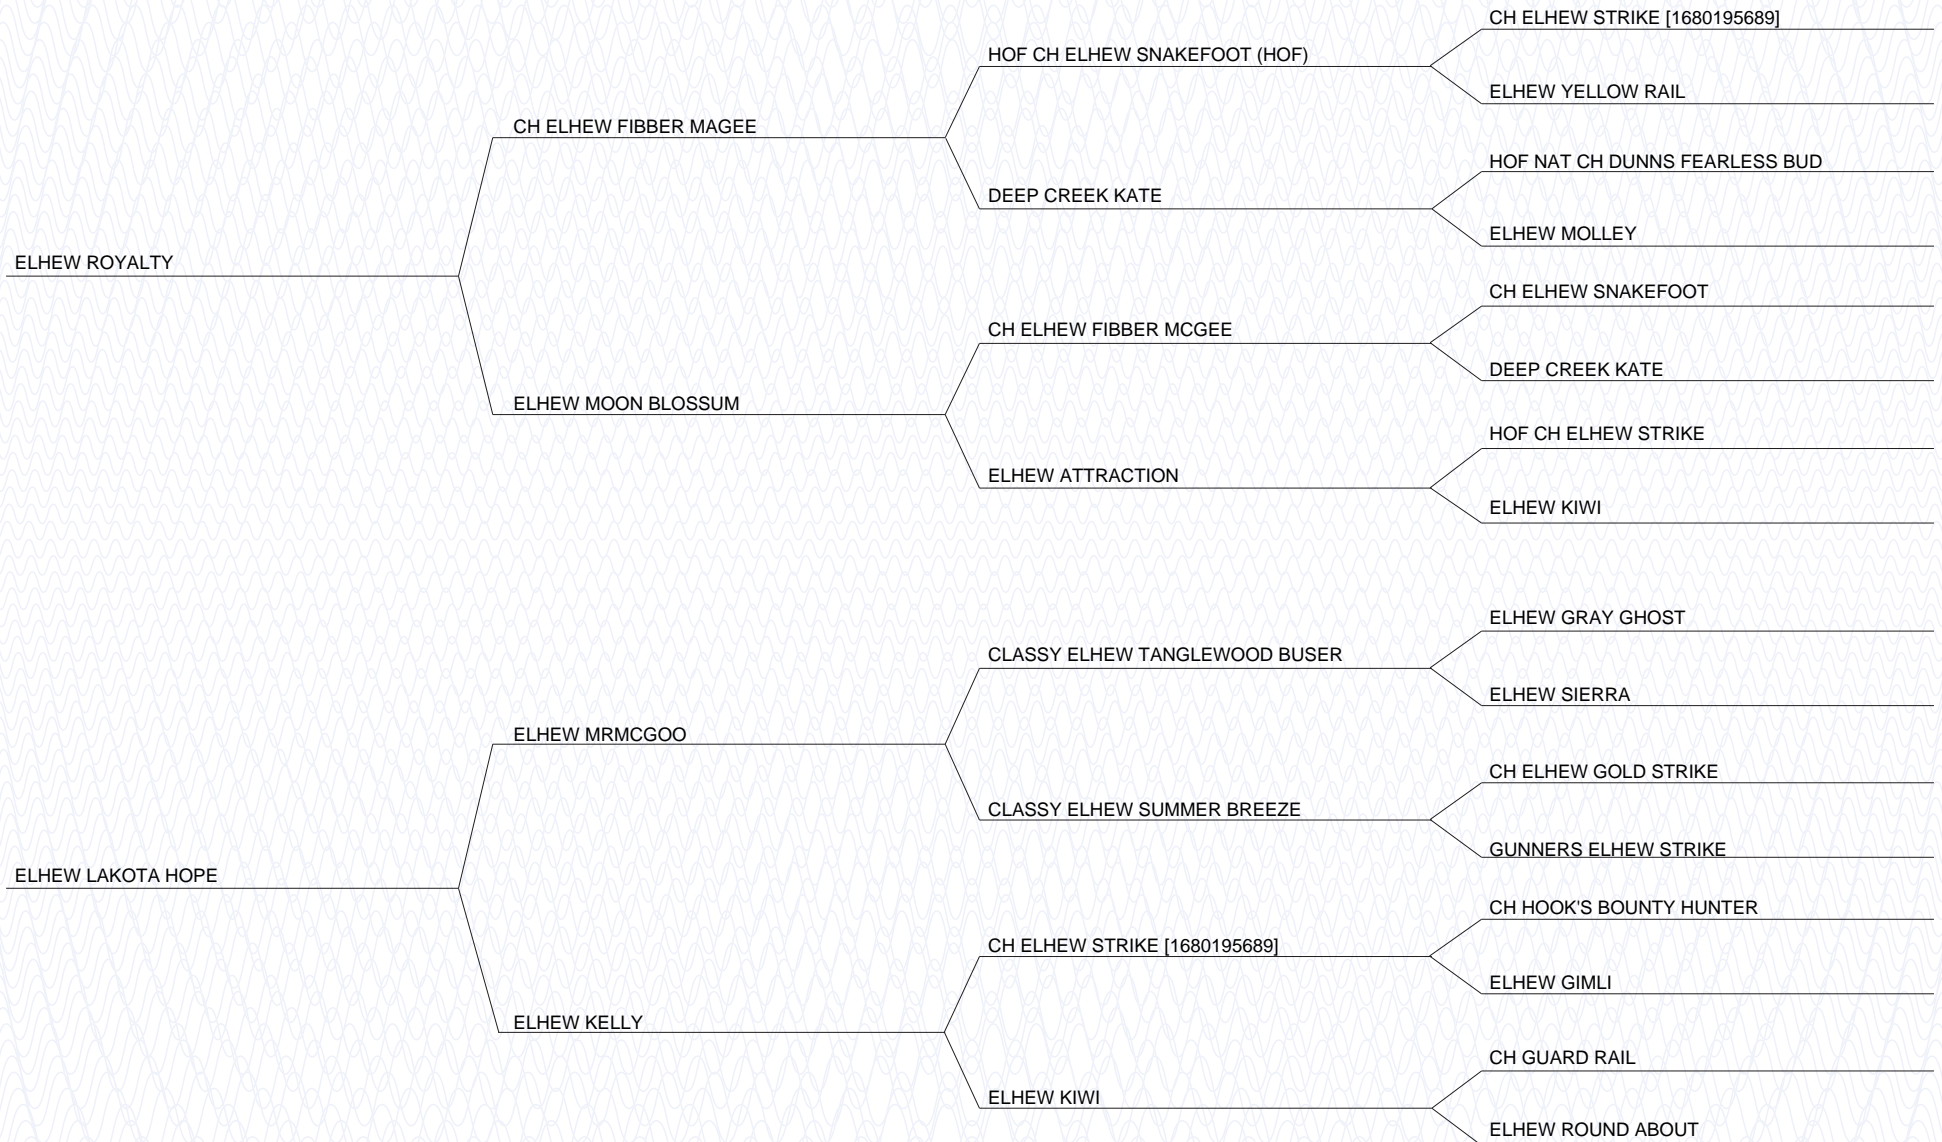 CH ELHEW STRIKE [1680195689]
HOF CH ELHEW SNAKEFOOT (HOF)
ELHEW YELLOW RAIL
CH ELHEW FIBBER MAGEE
HOF NAT CH DUNNS FEARLESS BUD
DEEP CREEK KATE
ELHEW MOLLEY
ELHEW ROYALTY
CH ELHEW SNAKEFOOT
CH ELHEW FIBBER MCGEE
DEEP CREEK KATE
ELHEW MOON BLOSSUM
HOF CH ELHEW STRIKE
ELHEW ATTRACTION
ELHEW KIWI
ELHEW GRAY GHOST
CLASSY ELHEW TANGLEWOOD BUSER
ELHEW SIERRA
ELHEW MRMCGOO
CH ELHEW GOLD STRIKE
CLASSY ELHEW SUMMER BREEZE
GUNNERS ELHEW STRIKE
ELHEW LAKOTA HOPE
CH HOOK'S BOUNTY HUNTER
CH ELHEW STRIKE [1680195689]
ELHEW GIMLI
ELHEW KELLY
CH GUARD RAIL
ELHEW KIWI
ELHEW ROUND ABOUT